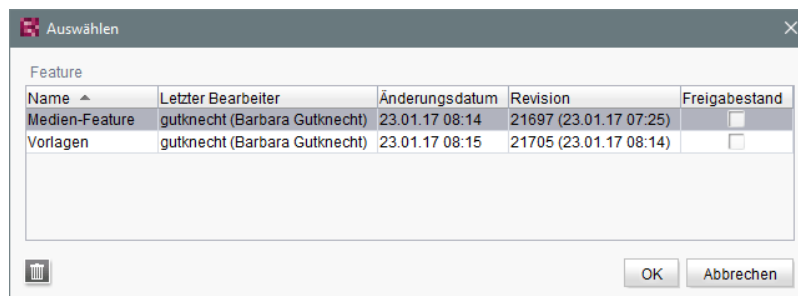 Auswählen
Feature
Name Letzter Bearbeiter Änderungsdatum Revision Freigabestand
Medien-Feature gutknecht (Barbara Gutknecht) 23.01.17 08:14 21697 (23.01.17 07:25)
Vorlagen gutknecht (Barbara Gutknecht) 23.01.17 08:15 21705 (23.01.17 08:14)
OK Abbrechen